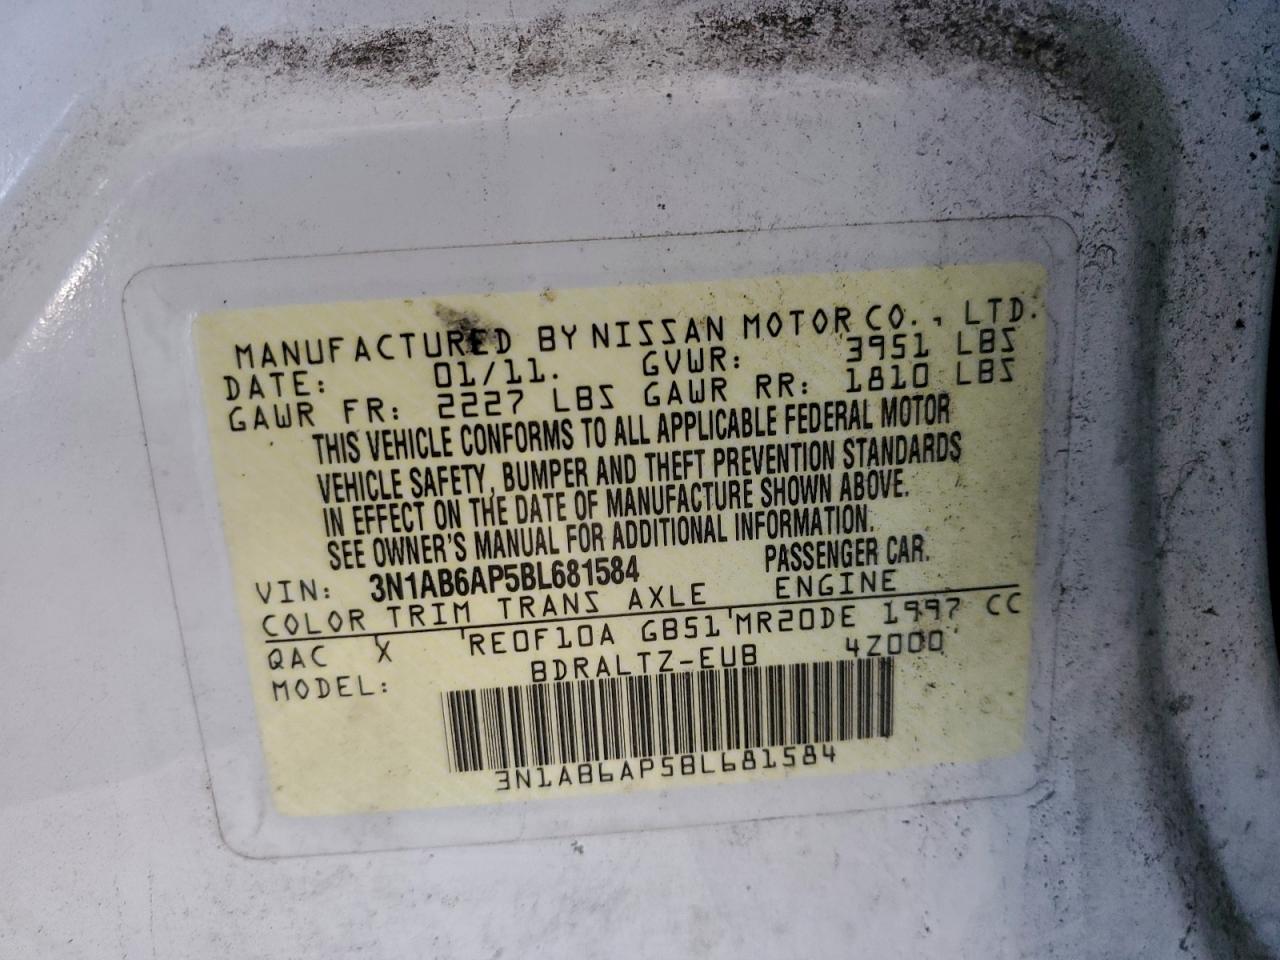 MANUFACTURED BY NISSAN MOTOR CO., LTD.
DATE: 01/11. GVWR: 3951 LBS
GAWR FR: 2227 LBS GAWR RR: 1810 LBS
THIS VEHICLE CONFORMS TO ALL APPLICABLE FEDERAL MOTOR
VEHICLE SAFETY, BUMPER AND THEFT PREVENTION STANDARDS
IN EFFECT ON THE DATE OF MANUFACTURE SHOWN ABOVE.
SEE OWNER'S MANUAL FOR ADDITIONAL INFORMATION.
VIN: 3N1AB6AP5BL681584 PASSENGER CAR.
COLOR TRIM TRANS AXLE ENGINE
QAC X RE0F10A GB51 MR20DE 1997 CC
MODEL: BDRALTZ-EUB 4Z000
3N1AB6AP5BL681584